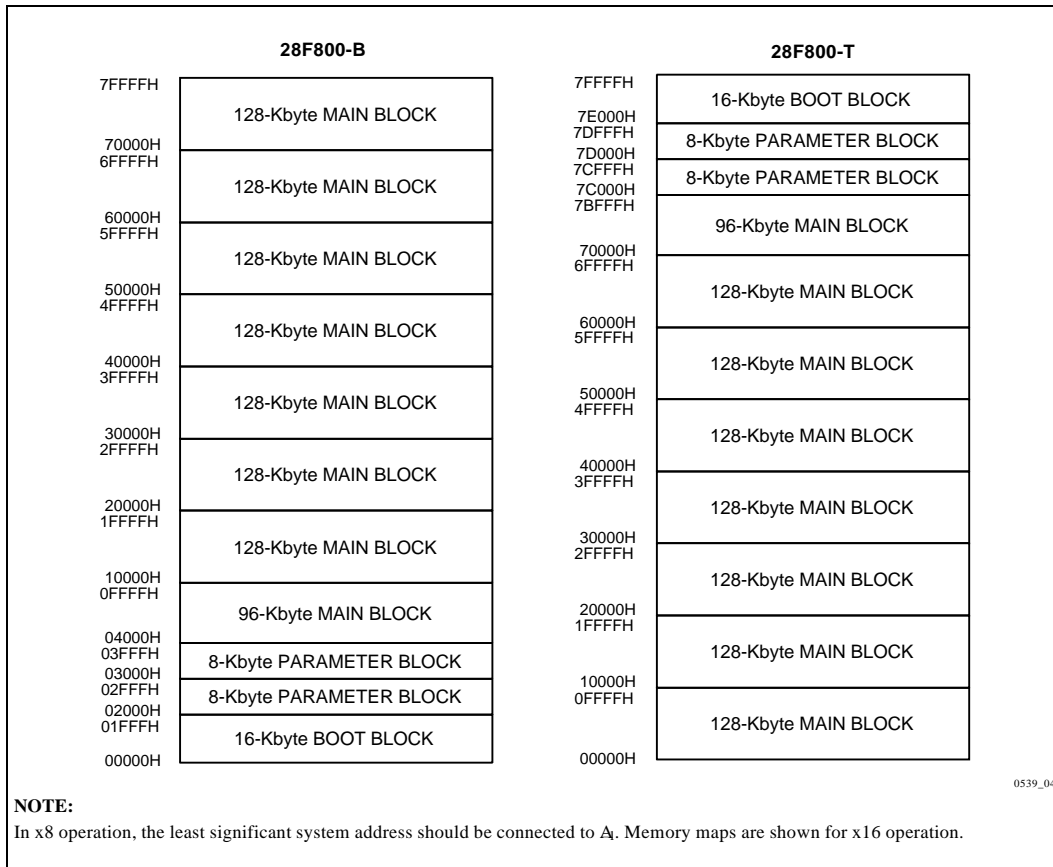 28F800-B
7FFFFH
128-Kbyte MAIN BLOCK
70000H
6FFFFH
128-Kbyte MAIN BLOCK
60000H
5FFFFH
128-Kbyte MAIN BLOCK
50000H
4FFFFH
128-Kbyte MAIN BLOCK
40000H
3FFFFH
128-Kbyte MAIN BLOCK
30000H
2FFFFH
128-Kbyte MAIN BLOCK
20000H
1FFFFH
128-Kbyte MAIN BLOCK
10000H
0FFFFH
96-Kbyte MAIN BLOCK
04000H
03FFFH
8-Kbyte PARAMETER BLOCK
03000H
02FFFH
8-Kbyte PARAMETER BLOCK
02000H
01FFFH
16-Kbyte BOOT BLOCK
00000H
28F800-T
7FFFFH
16-Kbyte BOOT BLOCK
7E000H
7DFFFH
8-Kbyte PARAMETER BLOCK
7D000H
7CFFFH
8-Kbyte PARAMETER BLOCK
7C000H
7BFFFH
96-Kbyte MAIN BLOCK
70000H
6FFFFH
128-Kbyte MAIN BLOCK
60000H
5FFFFH
128-Kbyte MAIN BLOCK
50000H
4FFFFH
128-Kbyte MAIN BLOCK
40000H
3FFFFH
128-Kbyte MAIN BLOCK
30000H
2FFFFH
128-Kbyte MAIN BLOCK
20000H
1FFFFH
128-Kbyte MAIN BLOCK
10000H
0FFFFH
128-Kbyte MAIN BLOCK
00000H
0539_04
NOTE:
In x8 operation, the least significant system address should be connected to A-1. Memory maps are shown for x16 operation.